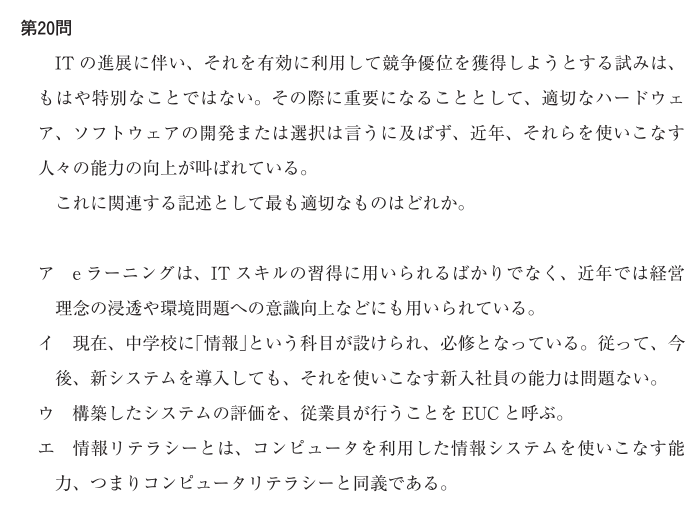 第20問
IT の進展に伴い、それを有効に利用して競争優位を獲得しようとする試みは、
もはや特別なことではない。その際に重要になることとして、適切なハードウェ
ア、ソフトウェアの開発または選択は言うに及ばず、近年、それらを使いこなす
人々の能力の向上が叫ばれている。
これに関連する記述として最も適切なものはどれか。
ア　e ラーニングは、IT スキルの習得に用いられるばかりでなく、近年では経営
理念の浸透や環境問題への意識向上などにも用いられている。
イ　現在、中学校に「情報」という科目が設けられ、必修となっている。従って、今
後、新システムを導入しても、それを使いこなす新入社員の能力は問題ない。
ウ　構築したシステムの評価を、従業員が行うことを EUC と呼ぶ。
エ　情報リテラシーとは、コンピュータを利用した情報システムを使いこなす能
力、つまりコンピュータリテラシーと同義である。